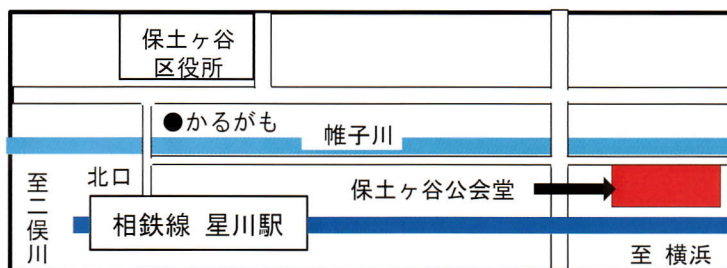 保土ヶ谷
区役所
●かるがも
帷子川
北口
保土ヶ谷公会堂
至二俣川
相鉄線 星川駅
至 横浜